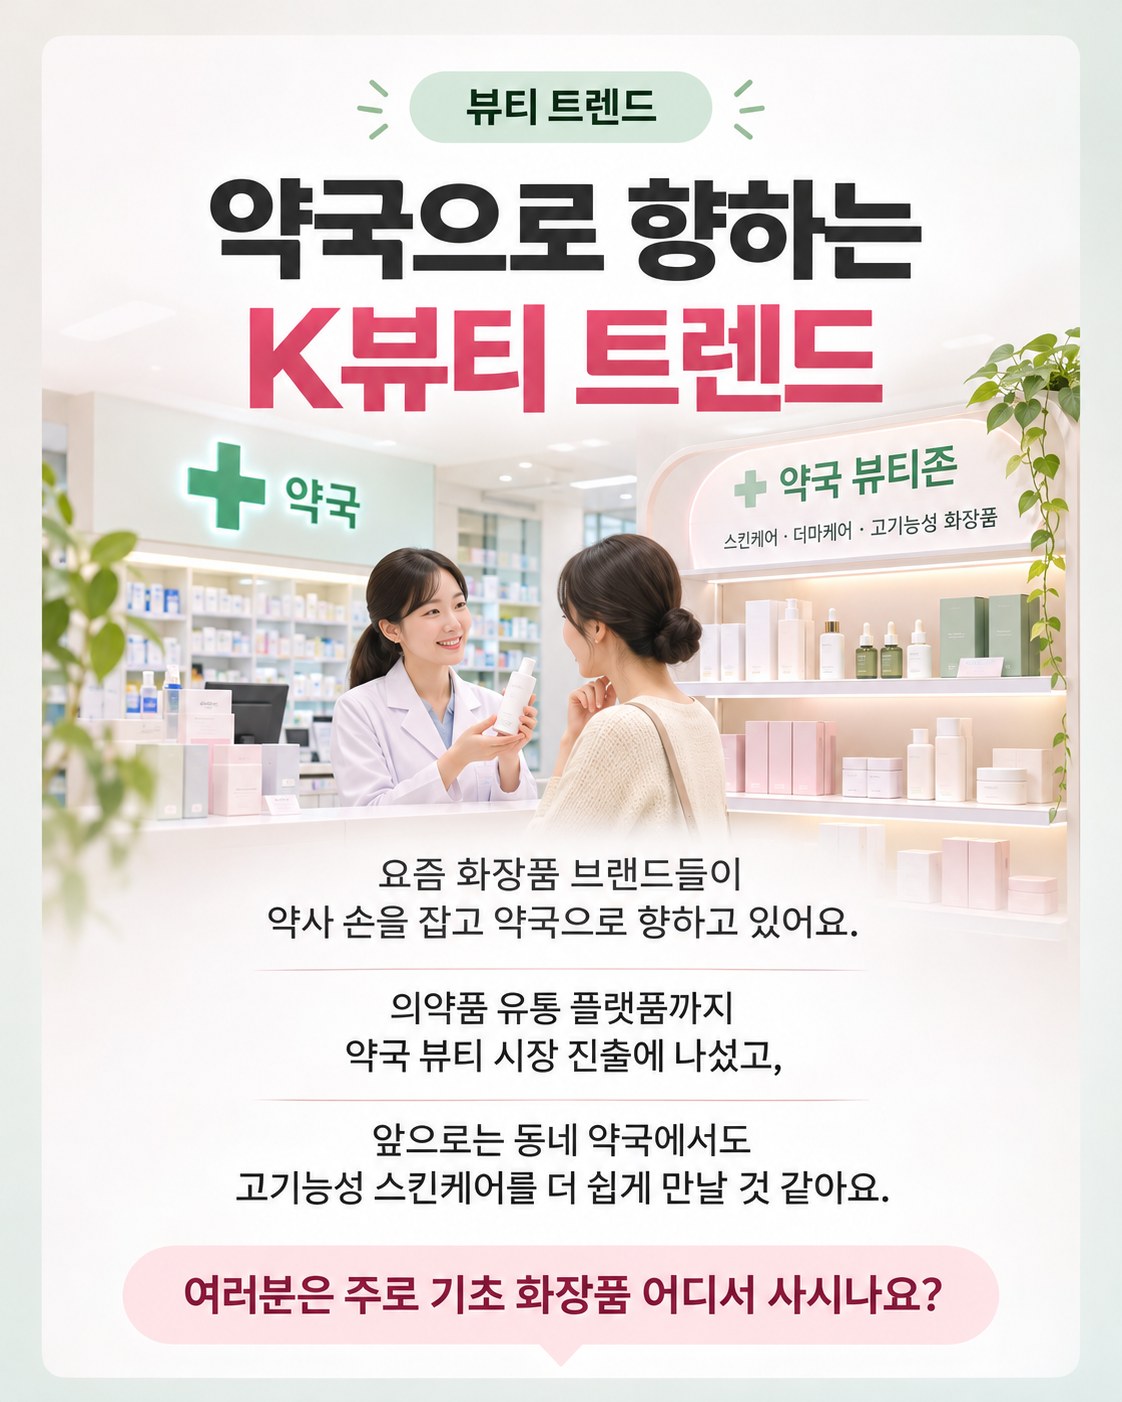 뷰티 트렌드
약국으로 향하는
K뷰티 트렌드
약국
약국 뷰티존
스킨케어 · 더마케어 · 고기능성 화장품
요즘 화장품 브랜드들이
약사 손을 잡고 약국으로 향하고 있어요.
의약품 유통 플랫폼까지
약국 뷰티 시장 진출에 나섰고,
앞으로는 동네 약국에서도
고기능성 스킨케어를 더 쉽게 만날 것 같아요.
여러분은 주로 기초 화장품 어디서 사시나요?